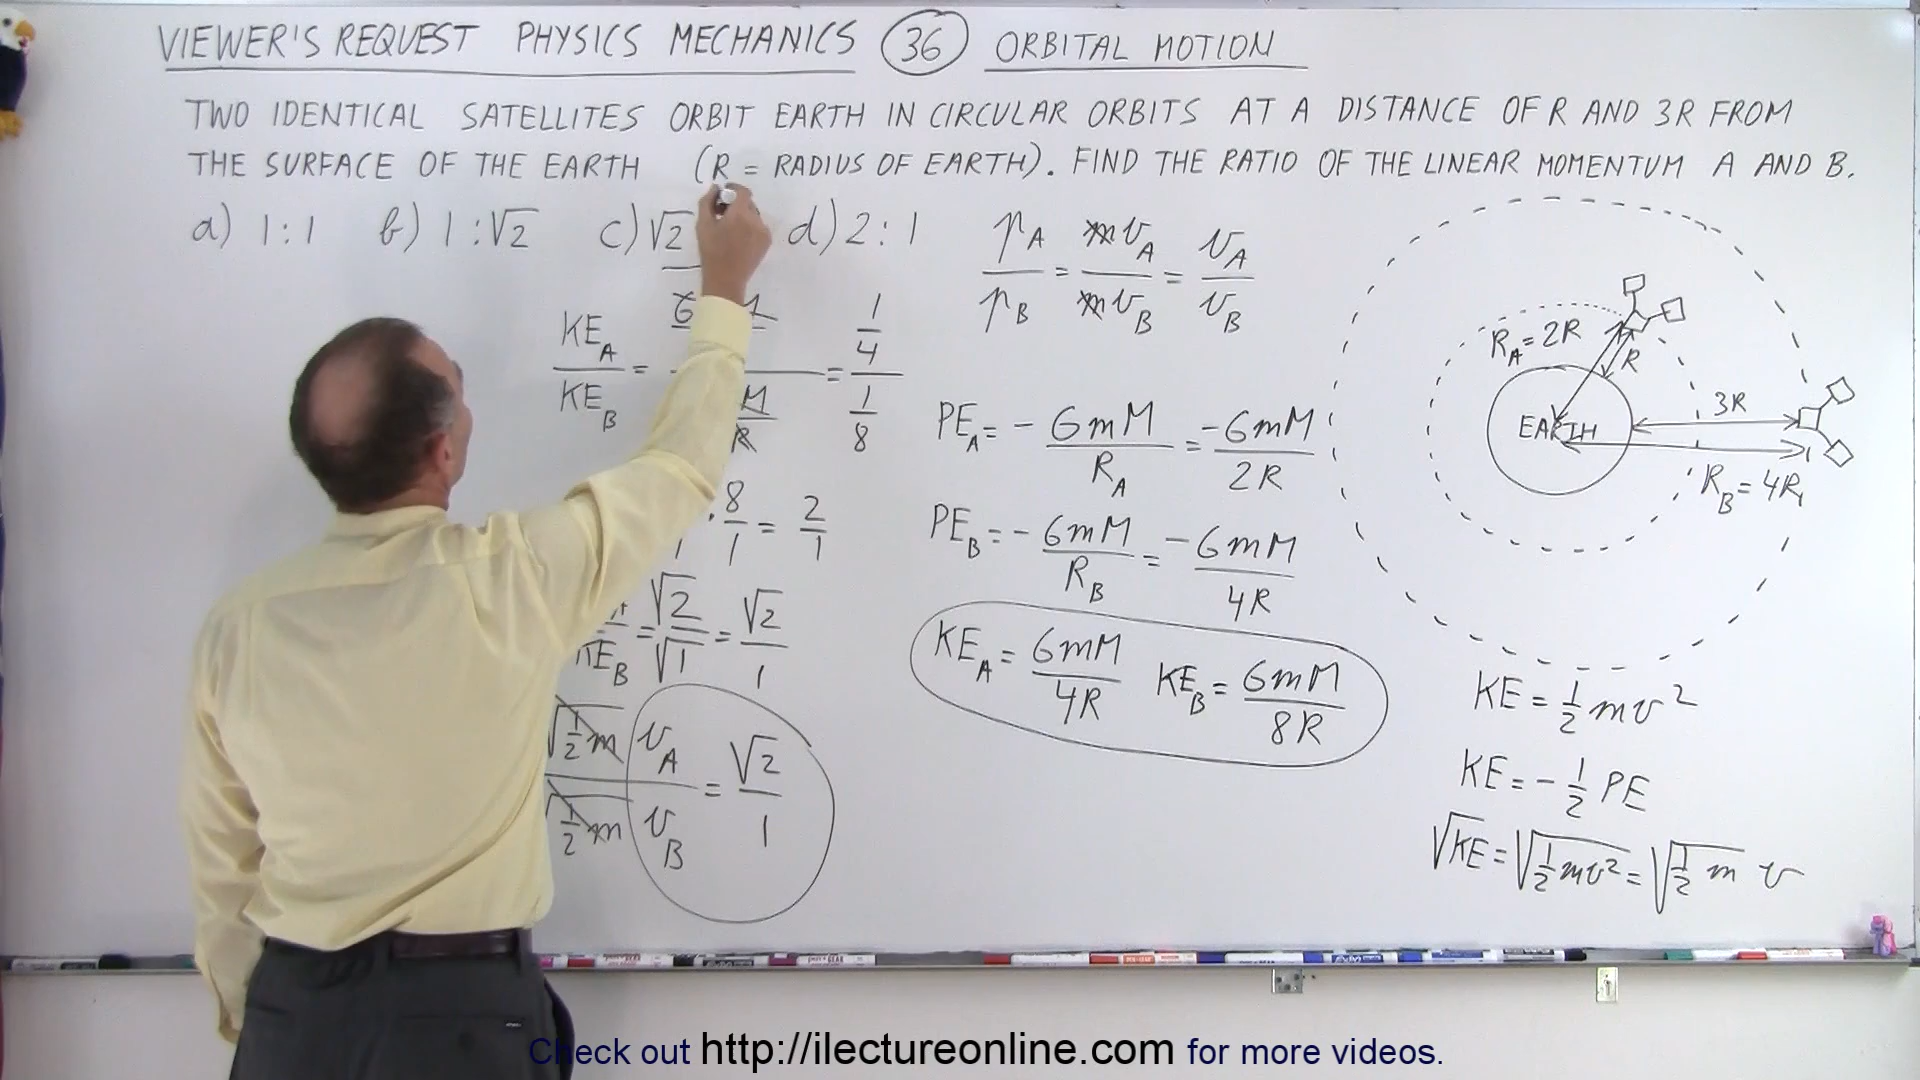 VIEWER'S REQUEST PHYSICS MECHANICS 36 ORBITAL MOTION
TWO IDENTICAL SATELLITES ORBIT EARTH IN CIRCULAR ORBITS AT A DISTANCE OF R AND 3R FROM
THE SURFACE OF THE EARTH (R = RADIUS OF EARTH). FIND THE RATIO OF THE LINEAR MOMENTUM A AND B.
a) 1:1 b) 1:√2 c) √2 d) 2:1
p_A / p_B = mv_A / mv_B = v_A / v_B
KE_A / KE_B = = 1/4 / 1/8
· 8/1 = 2/1
KE_B = √2/√1 = √2/1
√(1/2 m) v_A / √(1/2 m) v_B = √2/1
PE_A = - GmM/R_A = -GmM/2R
PE_B = - GmM/R_B = -GmM/4R
KE_A = GmM/4R KE_B = GmM/8R
R_A = 2R
R
EARTH
3R
R_B = 4R
KE = 1/2 mv²
KE = - 1/2 PE
√KE = √(1/2 mv²) = √(1/2 m) v
Check out http://ilectureonline.com for more videos.